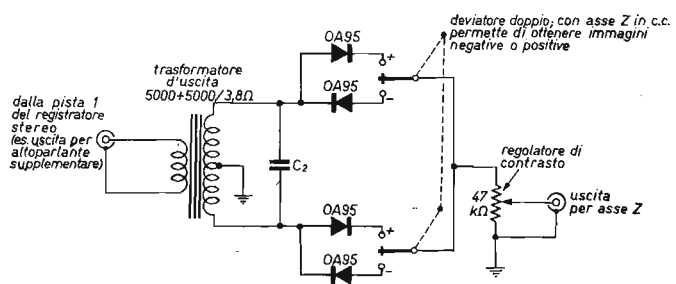 deviatore doppio; con asse Z in c.c.
permette di ottenere immagini
negative o positive
OA95
+
trasformatore
d'uscita
5000+5000/3,8Ω
OA95
-
dalla pista 1
del registratore
stereo
(es. uscita per
altoparlante
supplementare)
C2
regolatore di
contrasto
47
kΩ
uscita
per asse Z
OA95
+
OA95
-